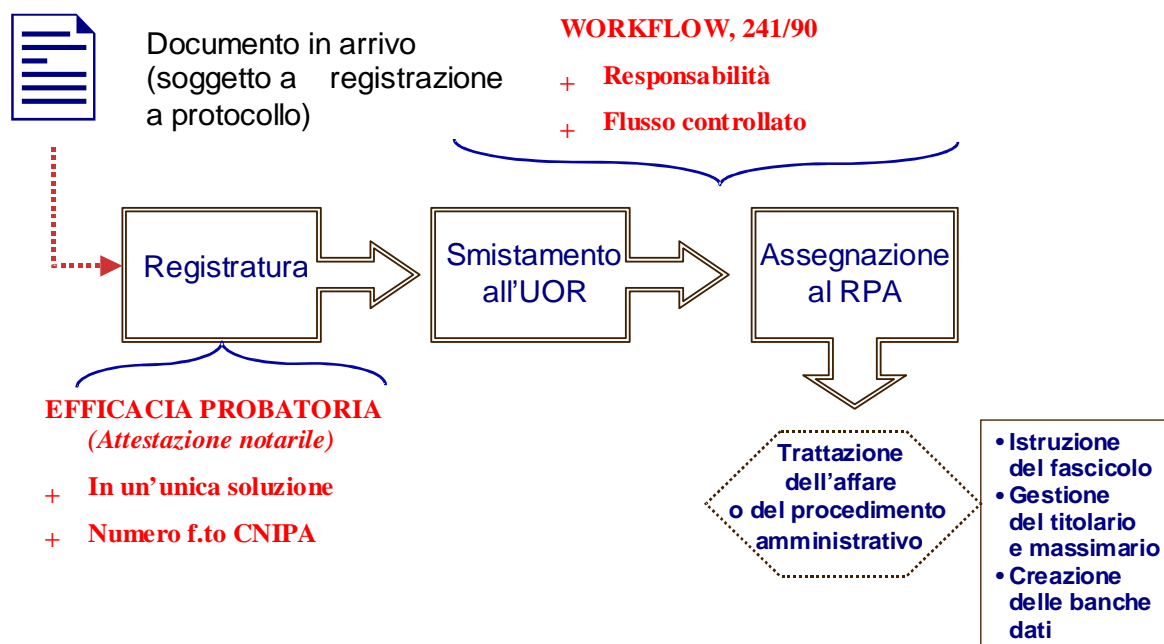 Documento in arrivo
(soggetto a registrazione
a protocollo)
WORKFLOW, 241/90
+ Responsabilità
+ Flusso controllato
Registratura
Smistamento
all'UOR
Assegnazione
al RPA
EFFICACIA PROBATORIA
(Attestazione notarile)
+ In un'unica soluzione
+ Numero f.to CNIPA
Trattazione
dell'affare
o del procedimento
amministrativo
• Istruzione
del fascicolo
• Gestione
del titolario
e massimario
• Creazione
delle banche
dati